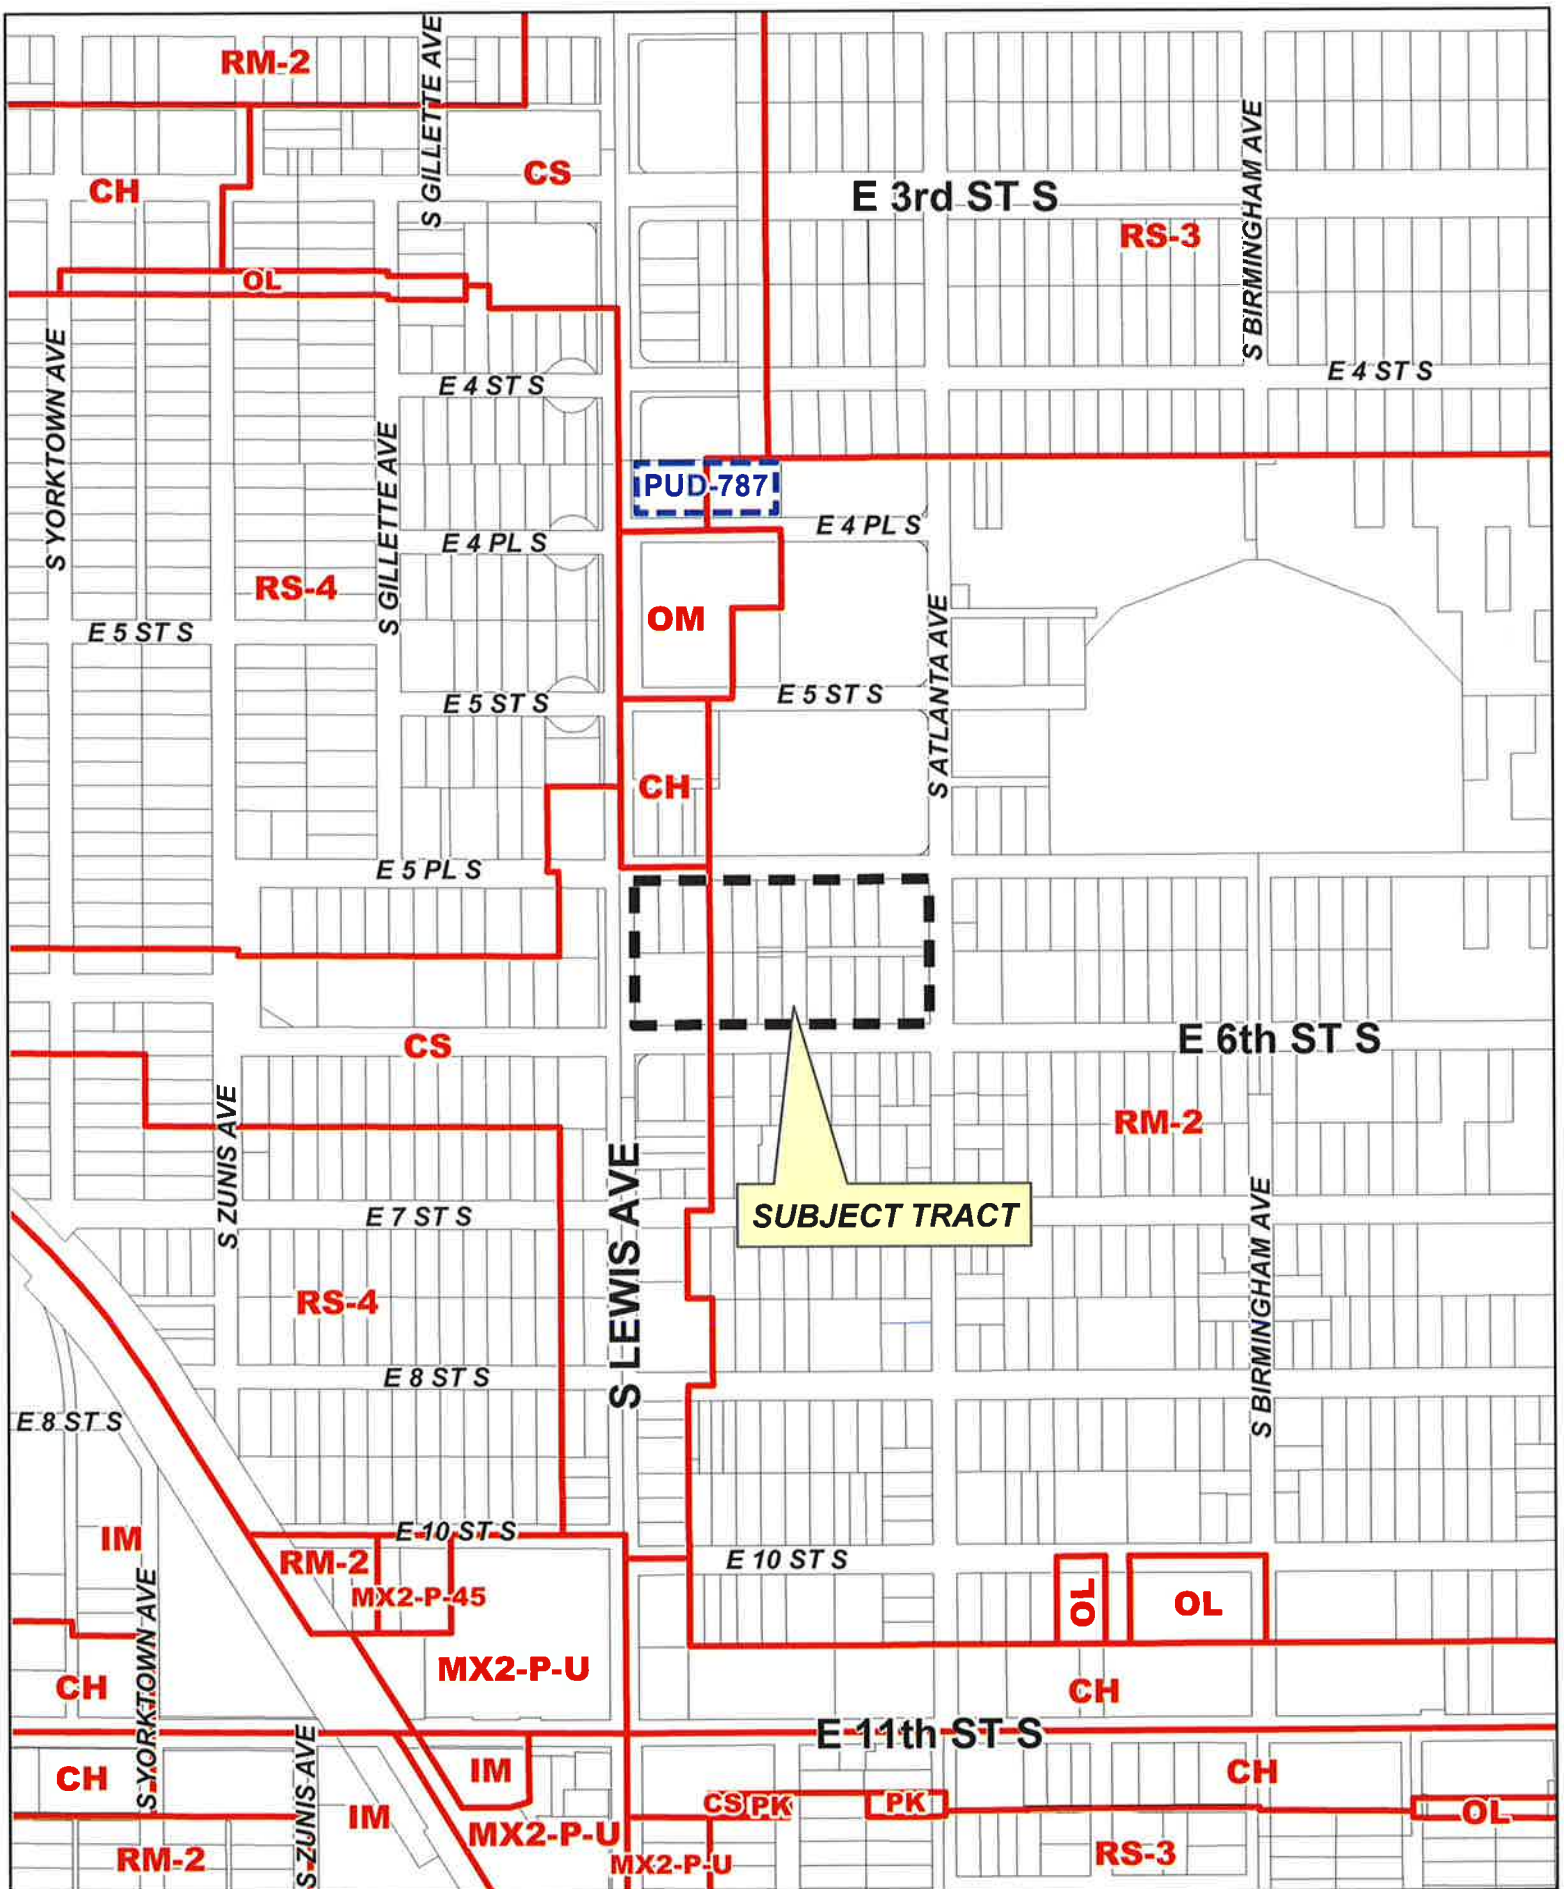 RM-2
S GILLETTE AVE
CS
CH
E 3rd ST S
RS-3
S BIRMINGHAM AVE
OL
S YORKTOWN AVE
E 4 ST S
E 4 ST S
S GILLETTE AVE
PUD-787
E 4 PL S
E 4 PL S
RS-4
OM
S ATLANTA AVE
E 5 ST S
E 5 ST S
E 5 ST S
CH
E 5 PL S
CS
E 6th ST S
S ZUNIS AVE
RM-2
S LEWIS AVE
E 7 ST S
SUBJECT TRACT
S BIRMINGHAM AVE
RS-4
E 8 ST S
E 8 ST S
IM
E 10 ST S
RM-2
E 10 ST S
MX2-P-45
OL
OL
S YORKTOWN AVE
MX2-P-U
CH
CH
E 11th ST S
S ZUNIS AVE
CH
IM
CH
CS
PK
PK
OL
IM
MX2-P-U
RM-2
MX2-P-U
RS-3